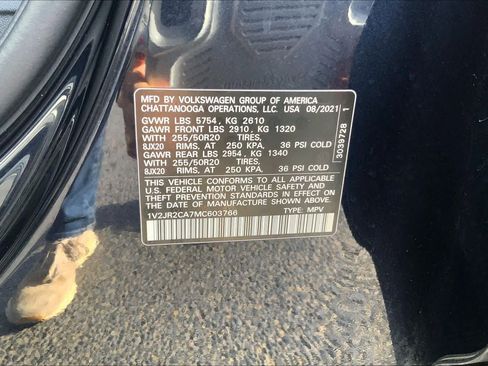 MFD BY VOLKSWAGEN GROUP OF AMERICA
CHATTANOOGA OPERATIONS, LLC. USA 08/2021
GVWR LBS 5754, KG 2610
GAWR FRONT LBS 2910, KG 1320
WITH 255/50R20 TIRES,
8JX20 RIMS, AT 250 KPA, 36 PSI COLD
GAWR REAR LBS 2954, KG 1340
WITH 255/50R20 TIRES,
8JX20 RIMS, AT 250 KPA, 36 PSI COLD
THIS VEHICLE CONFORMS TO ALL APPLICABLE
U.S. FEDERAL MOTOR VEHICLE SAFETY AND
THEFT PREVENTION STANDARDS IN EFFECT ON
THE DATE OF MANUFACTURE SHOWN ABOVE.
1V2JR2CA7MC603766 TYPE: MPV
3039728 1